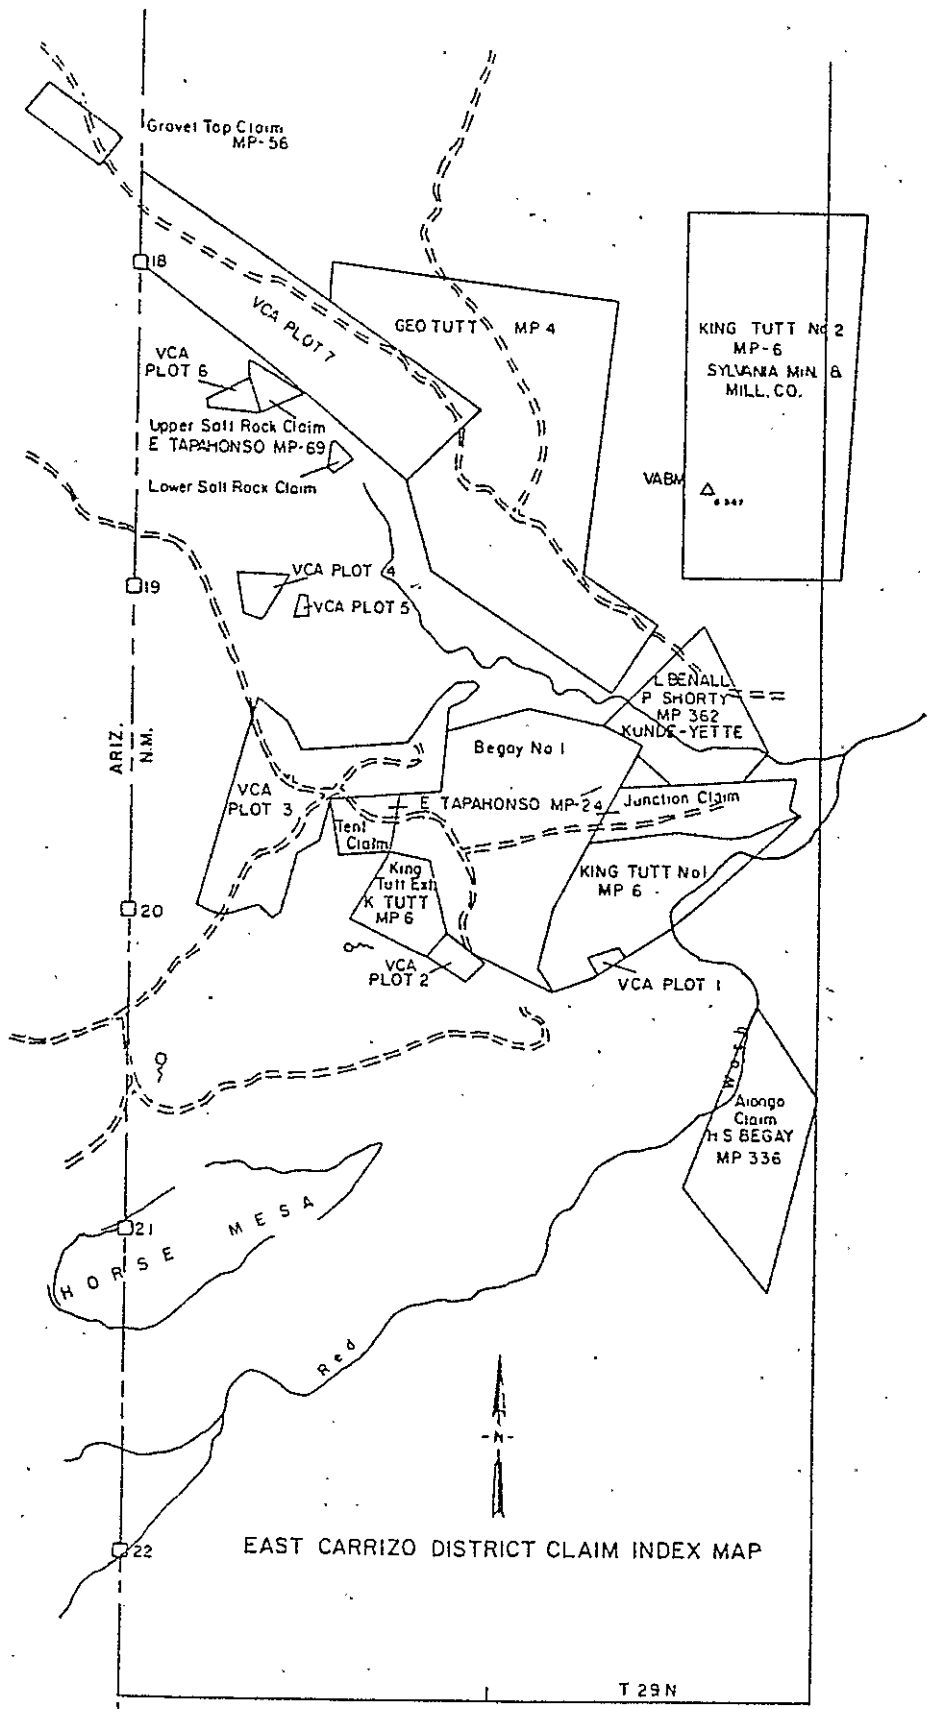 Gravel Top Claim
MP-56
18
VCA PLOT 7
GEO TUTT MP 4
KING TUTT No 2
MP-6
SYLVANIA MIN. &
MILL. CO.
VCA
PLOT 6
Upper Salt Rock Claim
E TAPAHONSO MP-69
Lower Salt Rock Claim
VABM
6347
19
VCA PLOT 4
VCA PLOT 5
L BENALL
P SHORTY
MP 362
KUNDE-YETTE
ARIZ.
N.M.
Begay No 1
VCA
PLOT 3
E TAPAHONSO MP-24
Junction Claim
Tent
Claim
King
Tutt Ext.
K TUTT
MP 6
KING TUTT No 1
MP 6
20
VCA
PLOT 2
VCA PLOT 1
Wash
Alongo
Claim
H S BEGAY
MP 336
21
HORSE MESA
Red
-N-
22
EAST CARRIZO DISTRICT CLAIM INDEX MAP
T 29 N